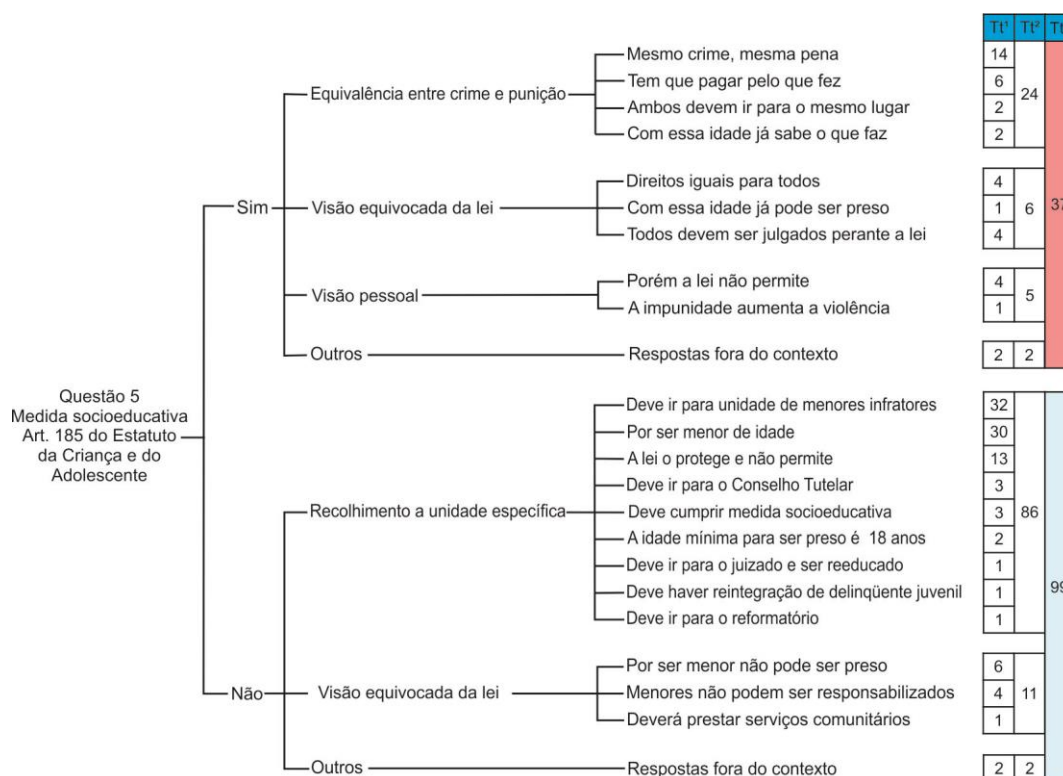 Tt¹ Tt² Tt
Mesmo crime, mesma pena 14
Tem que pagar pelo que fez 6
Equivalência entre crime e punição 24
Ambos devem ir para o mesmo lugar 2
Com essa idade já sabe o que faz 2
Direitos iguais para todos 4
Sim Visão equivocada da lei Com essa idade já pode ser preso 1 6 37
Todos devem ser julgados perante a lei 4
Porém a lei não permite 4
Visão pessoal 5
A impunidade aumenta a violência 1
Outros Respostas fora do contexto 2 2
Questão 5
Medida socioeducativa
Art. 185 do Estatuto
da Criança e do
Adolescente
Deve ir para unidade de menores infratores 32
Por ser menor de idade 30
A lei o protege e não permite 13
Deve ir para o Conselho Tutelar 3
Recolhimento a unidade específica Deve cumprir medida socioeducativa 3 86
A idade mínima para ser preso é 18 anos 2
Deve ir para o juizado e ser reeducado 1
Deve haver reintegração de delinqüente juvenil 1
Deve ir para o reformatório 1
99
Por ser menor não pode ser preso 6
Não Visão equivocada da lei Menores não podem ser responsabilizados 4 11
Deverá prestar serviços comunitários 1
Outros Respostas fora do contexto 2 2